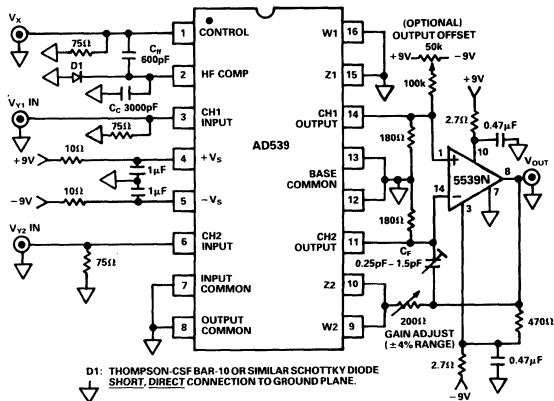 (OPTIONAL)
OUTPUT OFFSET
50k
+9V
−9V
100k
VX
75Ω
Cff
600pF
D1
CC 3000pF
VY1 IN
75Ω
+9V
10Ω
1µF
1µF
−9V
10Ω
VY2 IN
75Ω
1
CONTROL
2
HF COMP
3
CH1
INPUT
4
+VS
5
−VS
6
CH2
INPUT
7
INPUT
COMMON
8
OUTPUT
COMMON
AD539
W1
16
Z1
15
CH1
OUTPUT
14
13
BASE
COMMON
12
CH2
OUTPUT
11
Z2
10
W2
9
180Ω
180Ω
CF
0.25pF – 1.5pF
200Ω
GAIN ADJUST
(±4% RANGE)
+9V
2.7Ω
0.47µF
1
+
10
5539N
8
VOUT
14
−
3
7
470Ω
2.7Ω
0.47µF
−9V
D1: THOMPSON-CSF BAR-10 OR SIMILAR SCHOTTKY DIODE
SHORT, DIRECT CONNECTION TO GROUND PLANE.